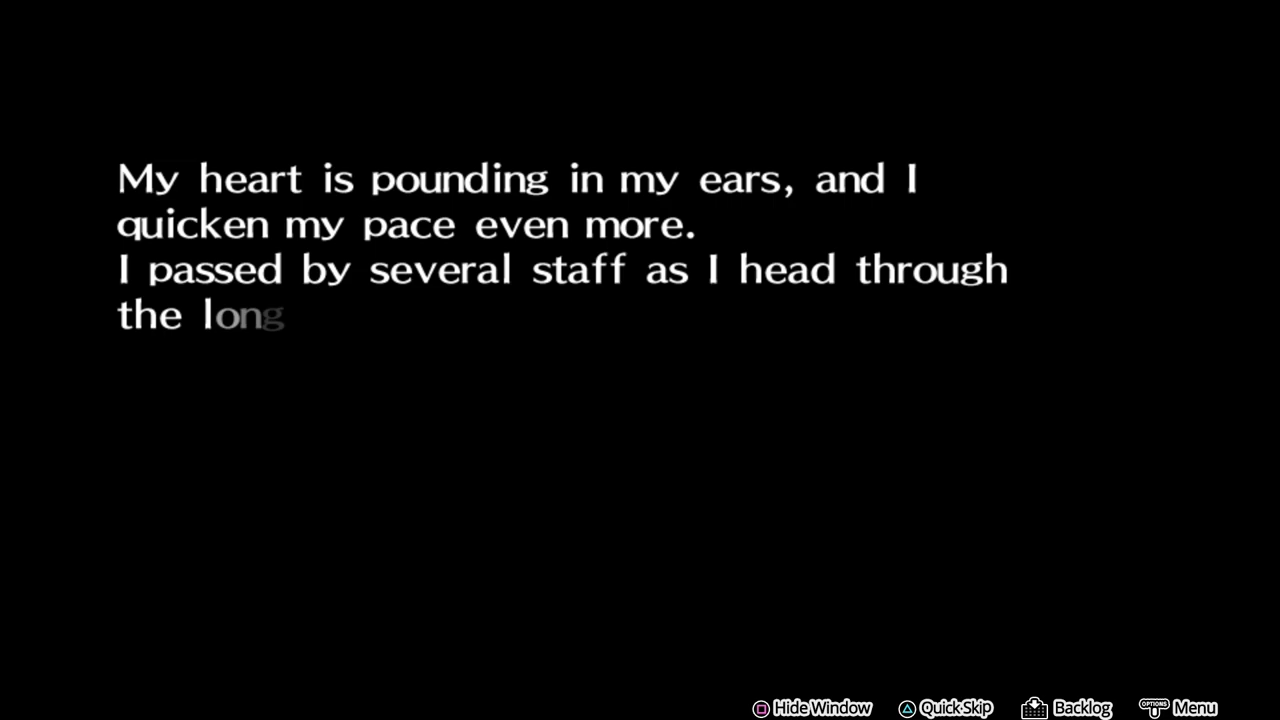 My heart is pounding in my ears, and I
quicken my pace even more.
I passed by several staff as I head through
the long
Hide Window Quick Skip Backlog OPTIONS Menu